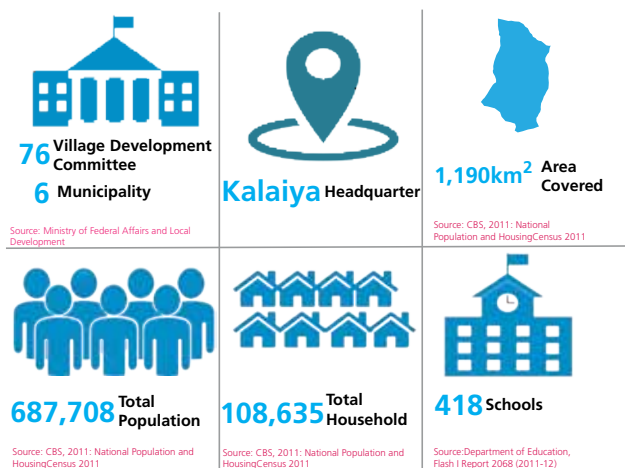 76 Village Development
Committee
6 Municipality
Source: Ministry of Federal Affairs and Local
Development
Kalaiya Headquarter
1,190km² Area
Covered
Source: CBS, 2011: National
Population and HousingCensus 2011
687,708 Total
Population
Source: CBS, 2011: National Population and
HousingCensus 2011
108,635 Total
Household
Source: CBS, 2011: National Population and
HousingCensus 2011
418 Schools
Source:Department of Education,
Flash I Report 2068 (2011-12)